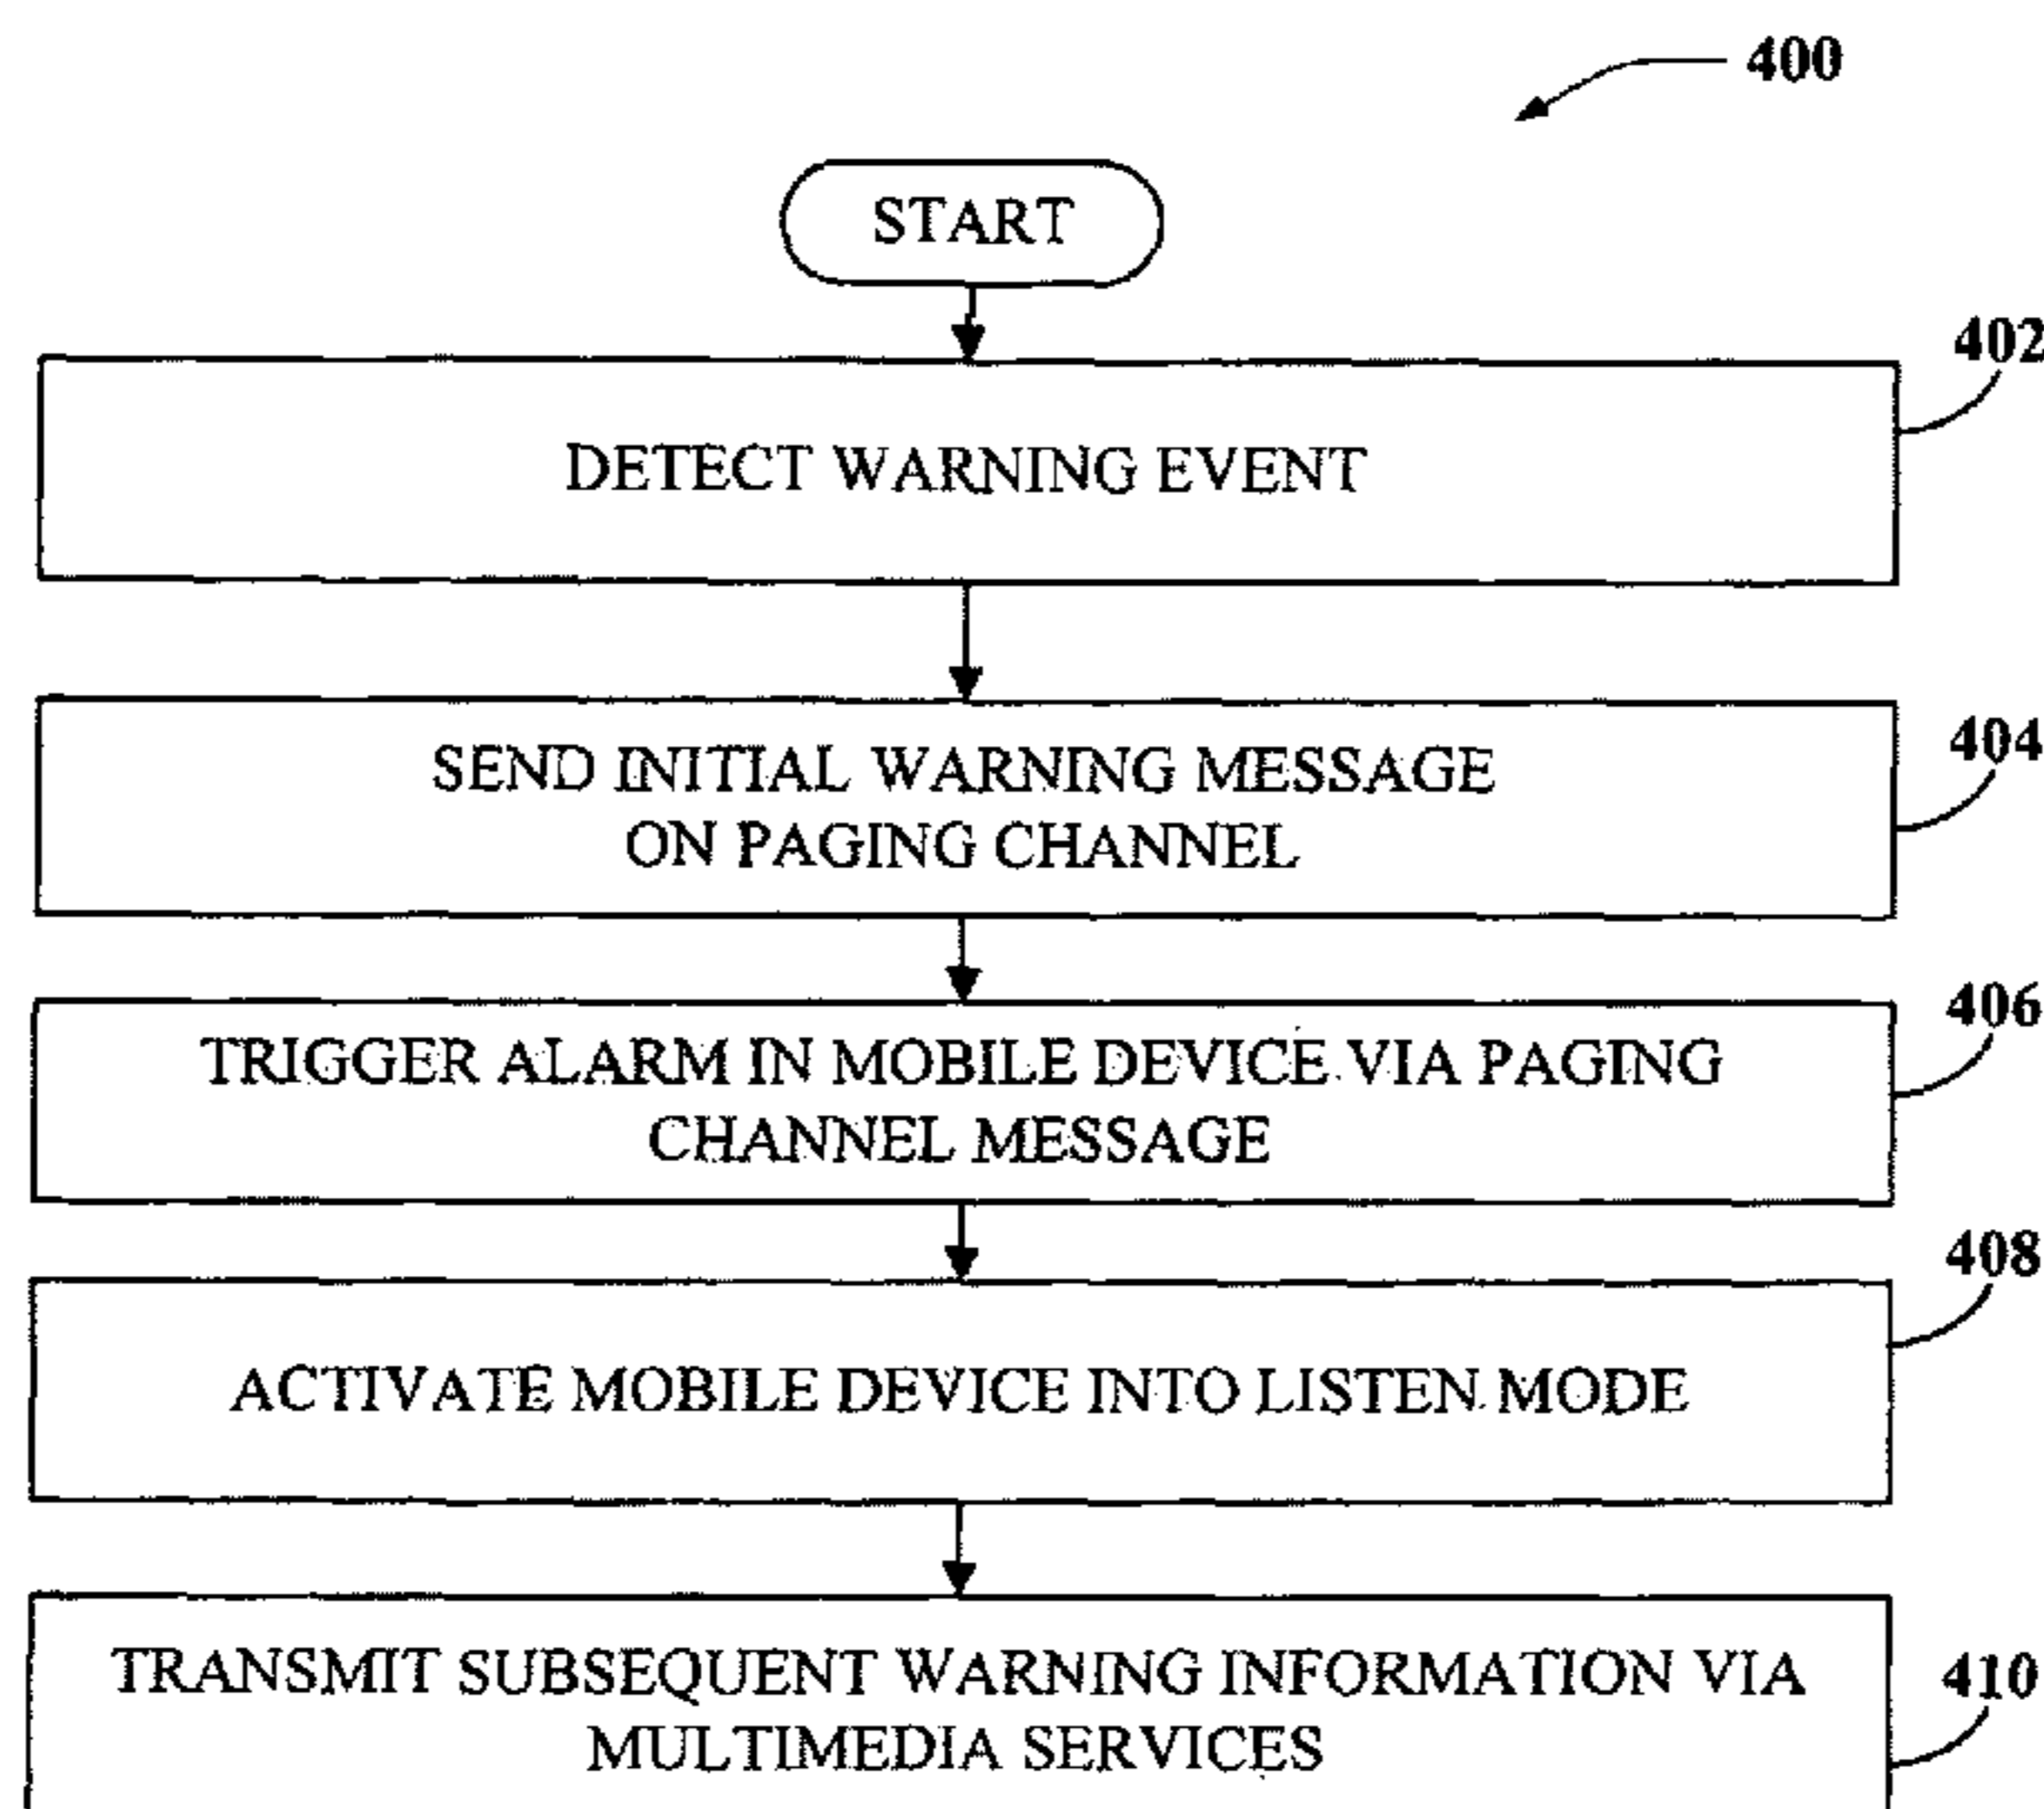 400
START
402
DETECT WARNING EVENT
404
SEND INITIAL WARNING MESSAGE
ON PAGING CHANNEL
406
TRIGGER ALARM IN MOBILE DEVICE VIA PAGING
CHANNEL MESSAGE
408
ACTIVATE MOBILE DEVICE INTO LISTEN MODE
410
TRANSMIT SUBSEQUENT WARNING INFORMATION VIA
MULTIMEDIA SERVICES